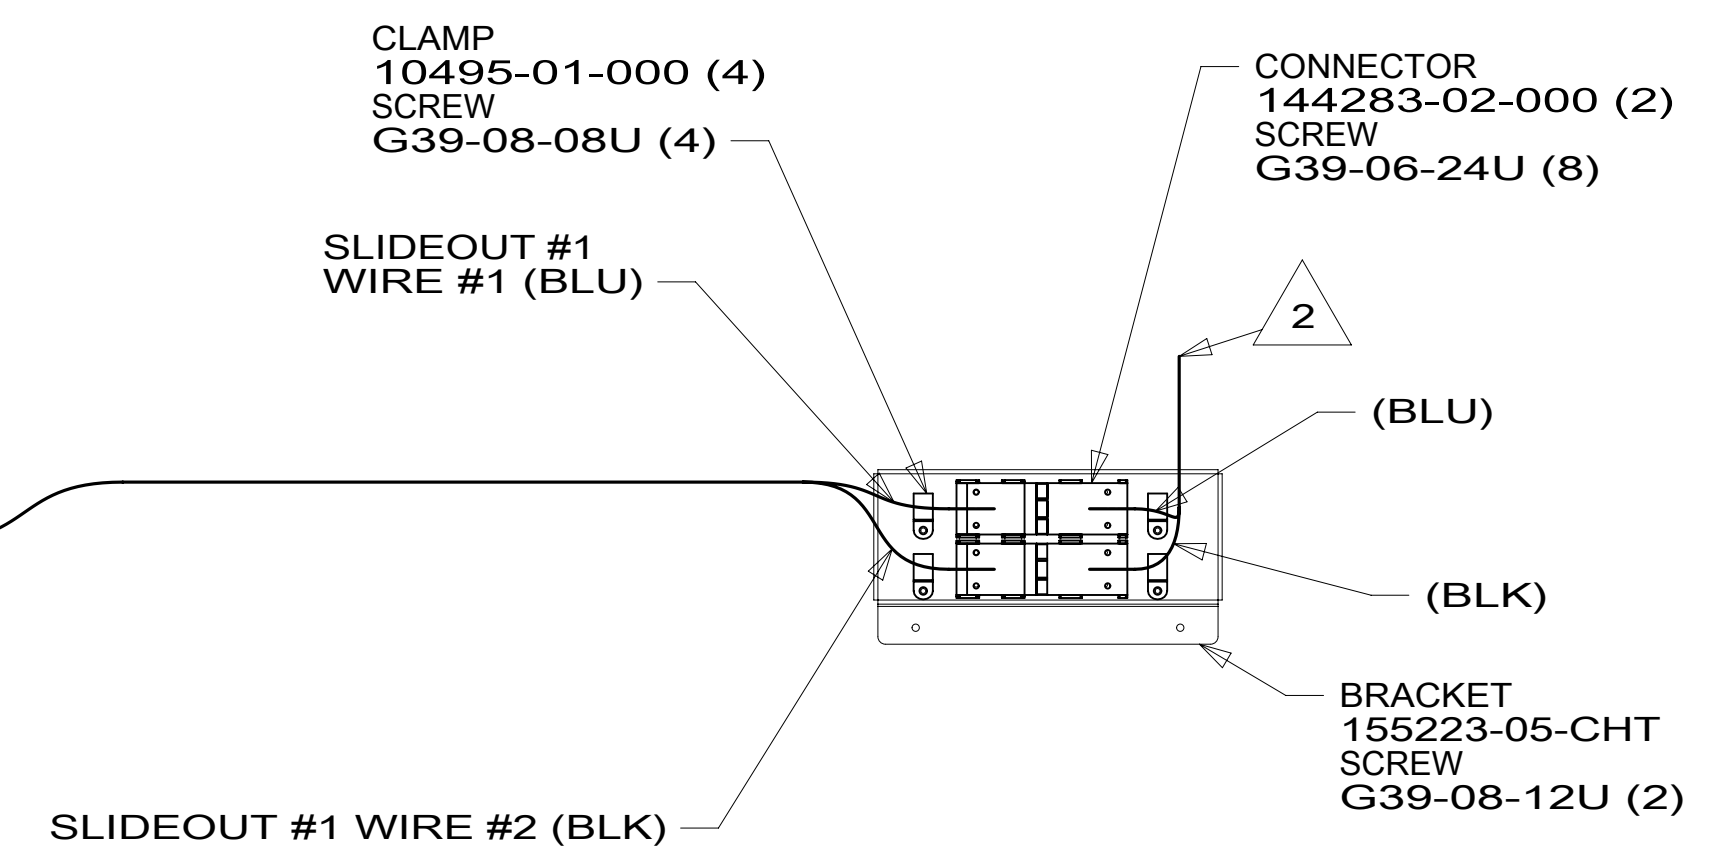 CLAMP
10495-01-000 (4)
SCREW
G39-08-08U (4)
CONNECTOR
144283-02-000 (2)
SCREW
G39-06-24U (8)
SLIDEOUT #1
WIRE #1 (BLU)
2
(BLU)
(BLK)
BRACKET
155223-05-CHT
SCREW
G39-08-12U (2)
SLIDEOUT #1 WIRE #2 (BLK)